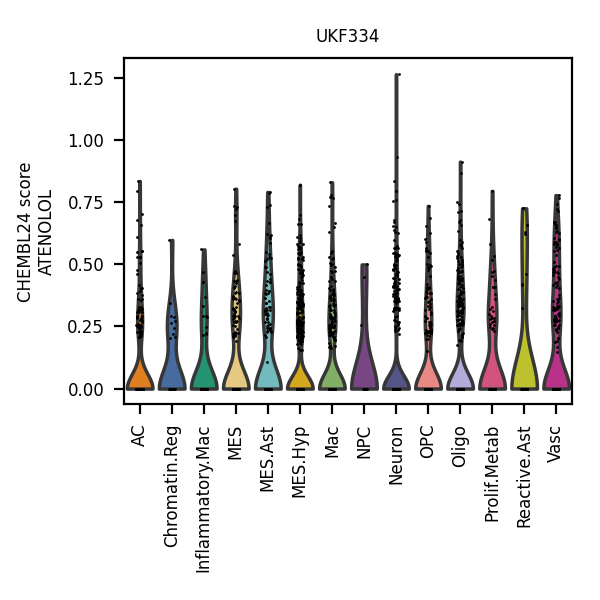 UKF334
CHEMBL24 score
ATENOLOL
1.25
1.00
0.75
0.50
0.25
0.00
AC
Chromatin.Reg
Inflammatory.Mac
MES
MES.Ast
MES.Hyp
Mac
NPC
Neuron
OPC
Oligo
Prolif.Metab
Reactive.Ast
Vasc